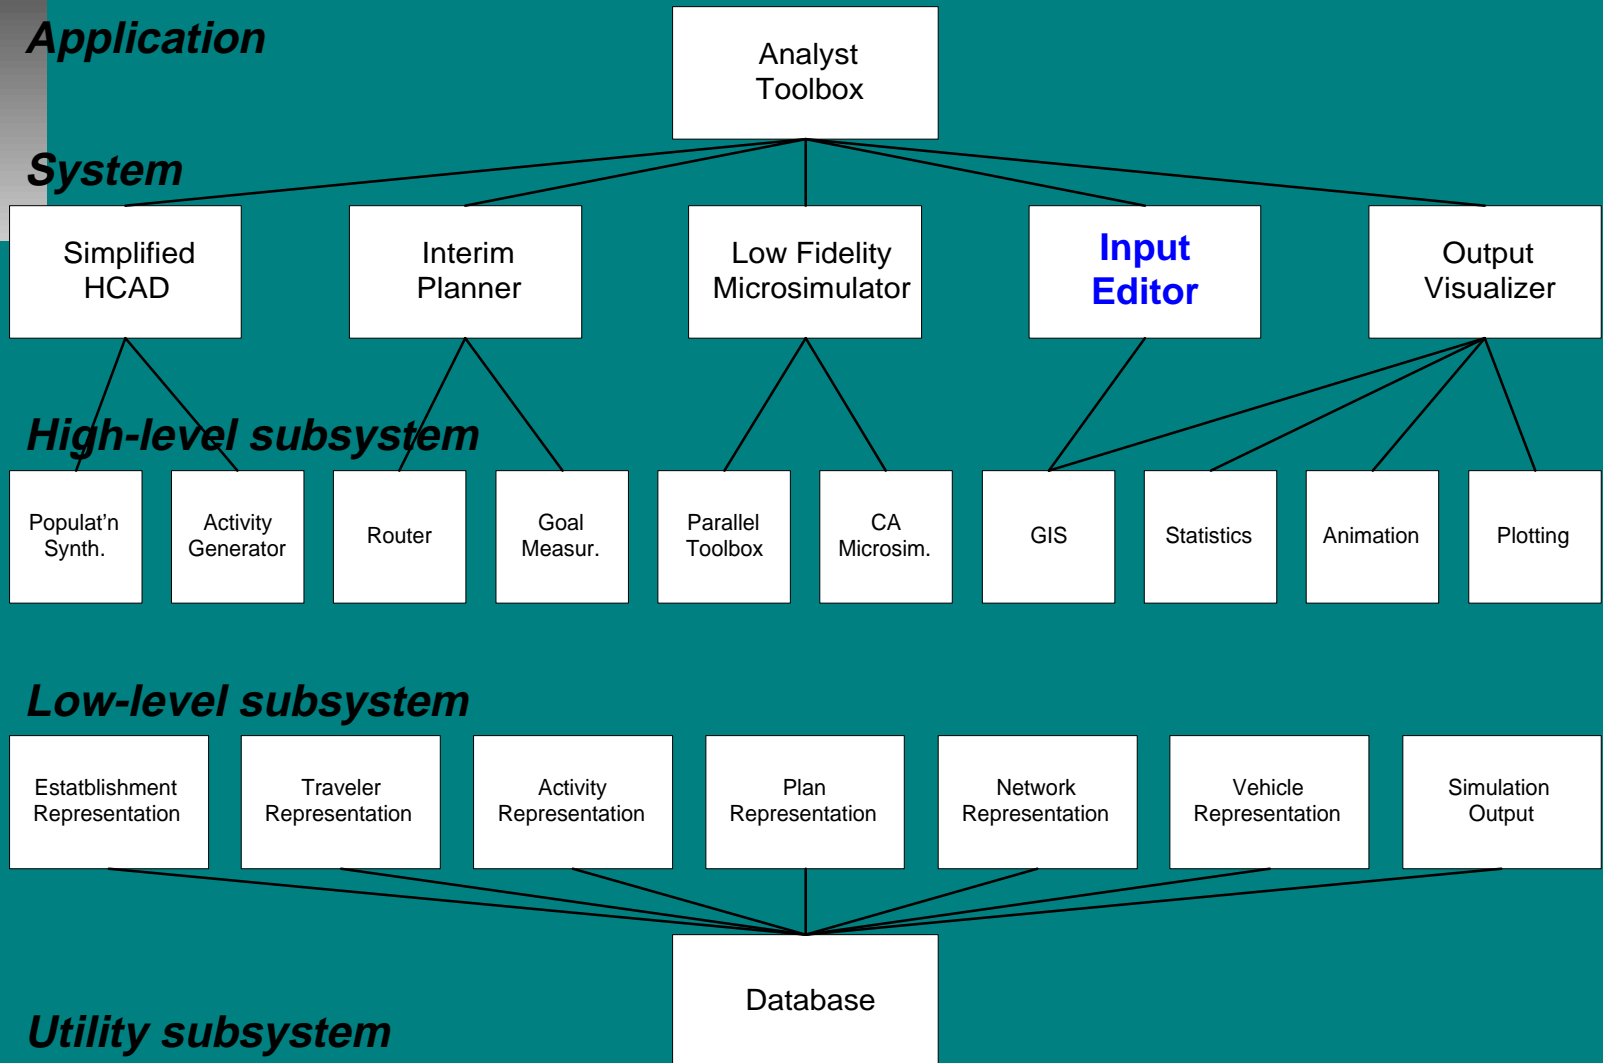 Application
Analyst
Toolbox
System
Simplified
HCAD
Interim
Planner
Low Fidelity
Microsimulator
Input
Editor
Output
Visualizer
High-level subsystem
Populat’n
Synth.
Activity
Generator
Router
Goal
Measur.
Parallel
Toolbox
CA
Microsim.
GIS
Statistics
Animation
Plotting
Low-level subsystem
Estatblishment
Representation
Traveler
Representation
Activity
Representation
Plan
Representation
Network
Representation
Vehicle
Representation
Simulation
Output
Database
Utility subsystem